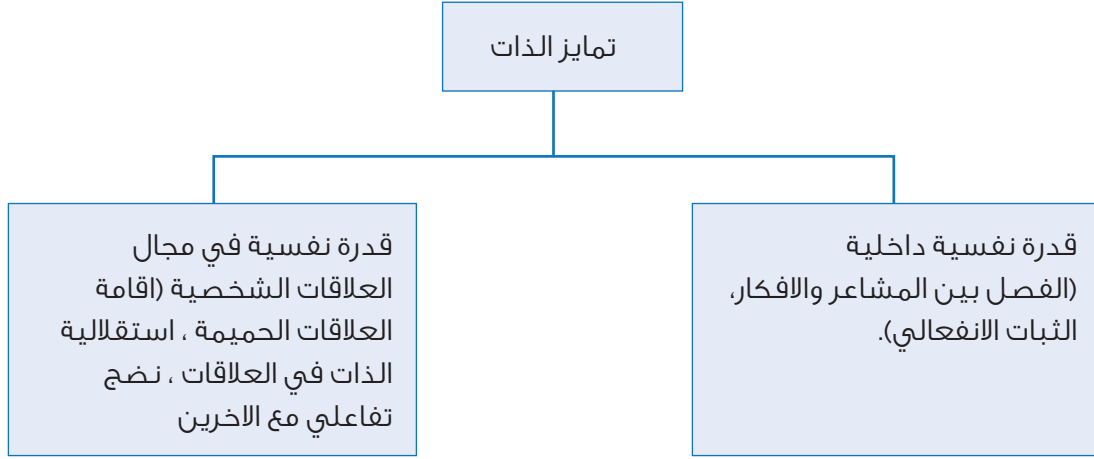 تمايز الذات
قدرة نفسية داخلية
(الفصل بين المشاعر والافكار،
الثبات الانفعالي).
قدرة نفسية في مجال
العلاقات الشخصية (اقامة
العلاقات الحميمة ، استقلالية
الذات في العلاقات ، نضج
تفاعلي مع الاخرين